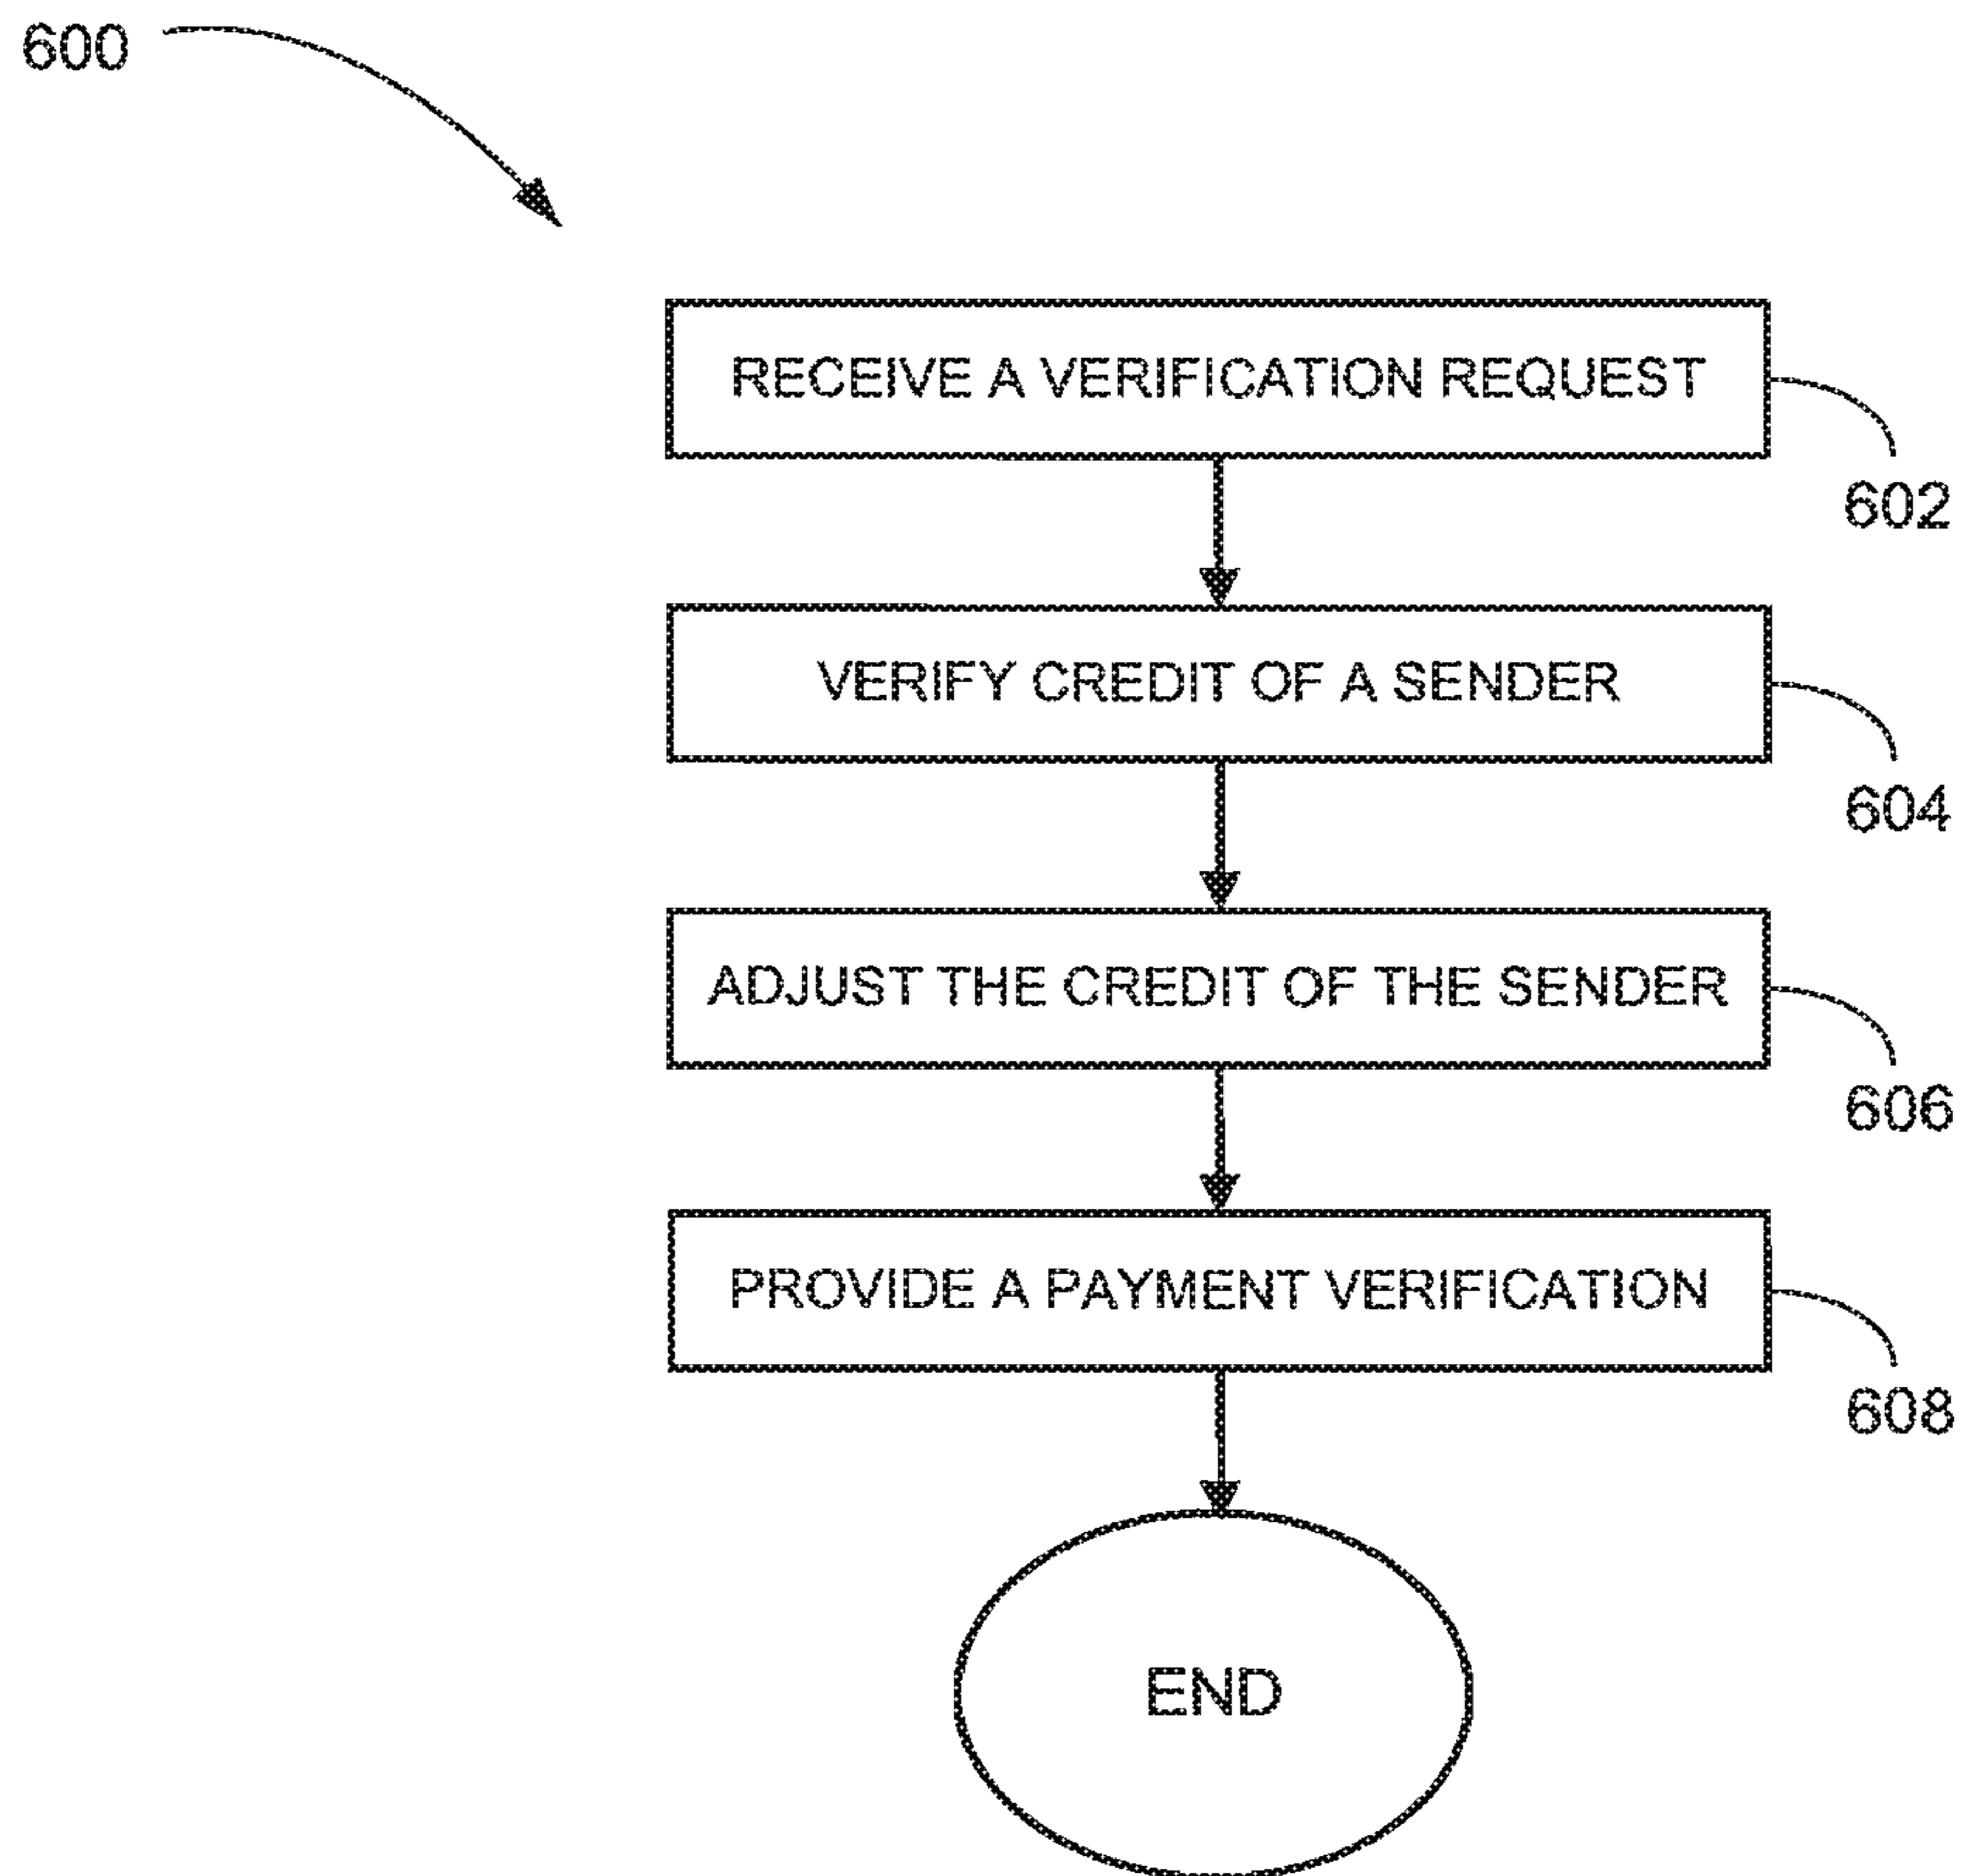 600
RECEIVE A VERIFICATION REQUEST
602
VERIFY CREDIT OF A SENDER
604
ADJUST THE CREDIT OF THE SENDER
606
PROVIDE A PAYMENT VERIFICATION
608
END